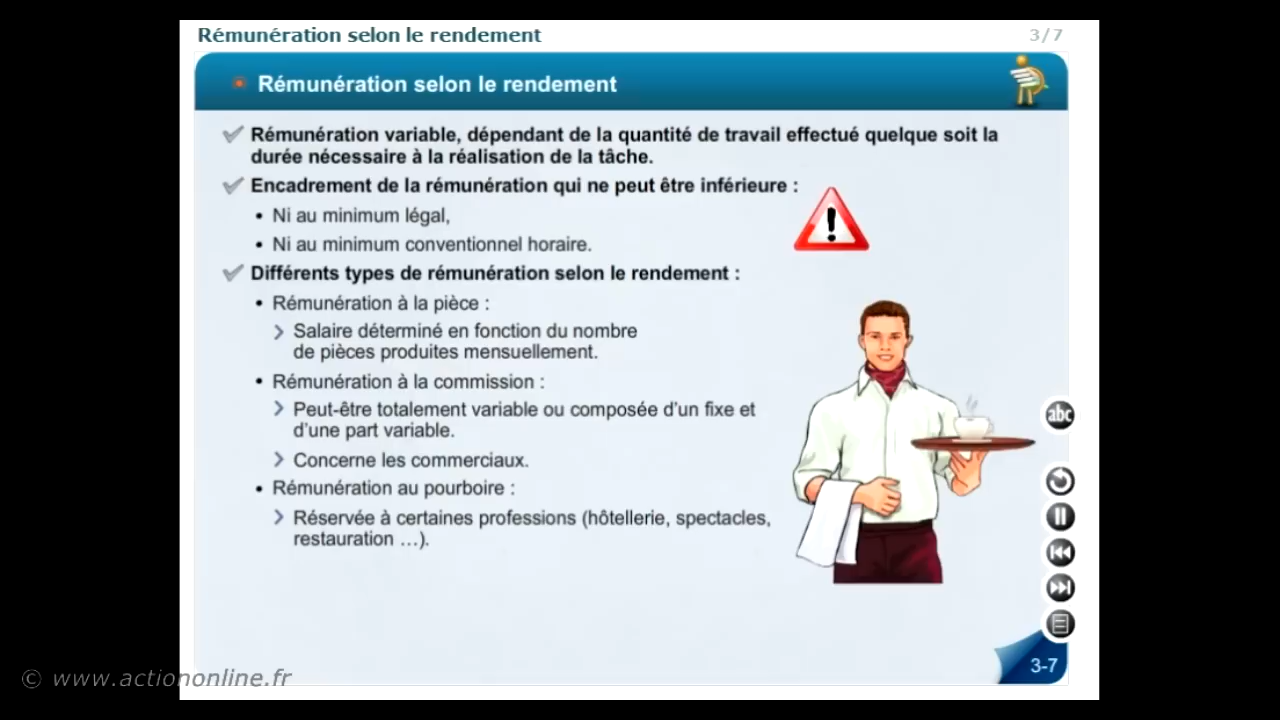 Rémunération selon le rendement
3/7
Rémunération selon le rendement
Rémunération variable, dépendant de la quantité de travail effectué quelque soit la
durée nécessaire à la réalisation de la tâche.
Encadrement de la rémunération qui ne peut être inférieure :
• Ni au minimum légal,
• Ni au minimum conventionnel horaire.
Différents types de rémunération selon le rendement :
• Rémunération à la pièce :
Salaire déterminé en fonction du nombre
de pièces produites mensuellement.
• Rémunération à la commission :
Peut-être totalement variable ou composée d'un fixe et
d'une part variable.
Concerne les commerciaux.
• Rémunération au pourboire :
Réservée à certaines professions (hôtellerie, spectacles,
restauration …).
abc
3-7
© www.actiononline.fr